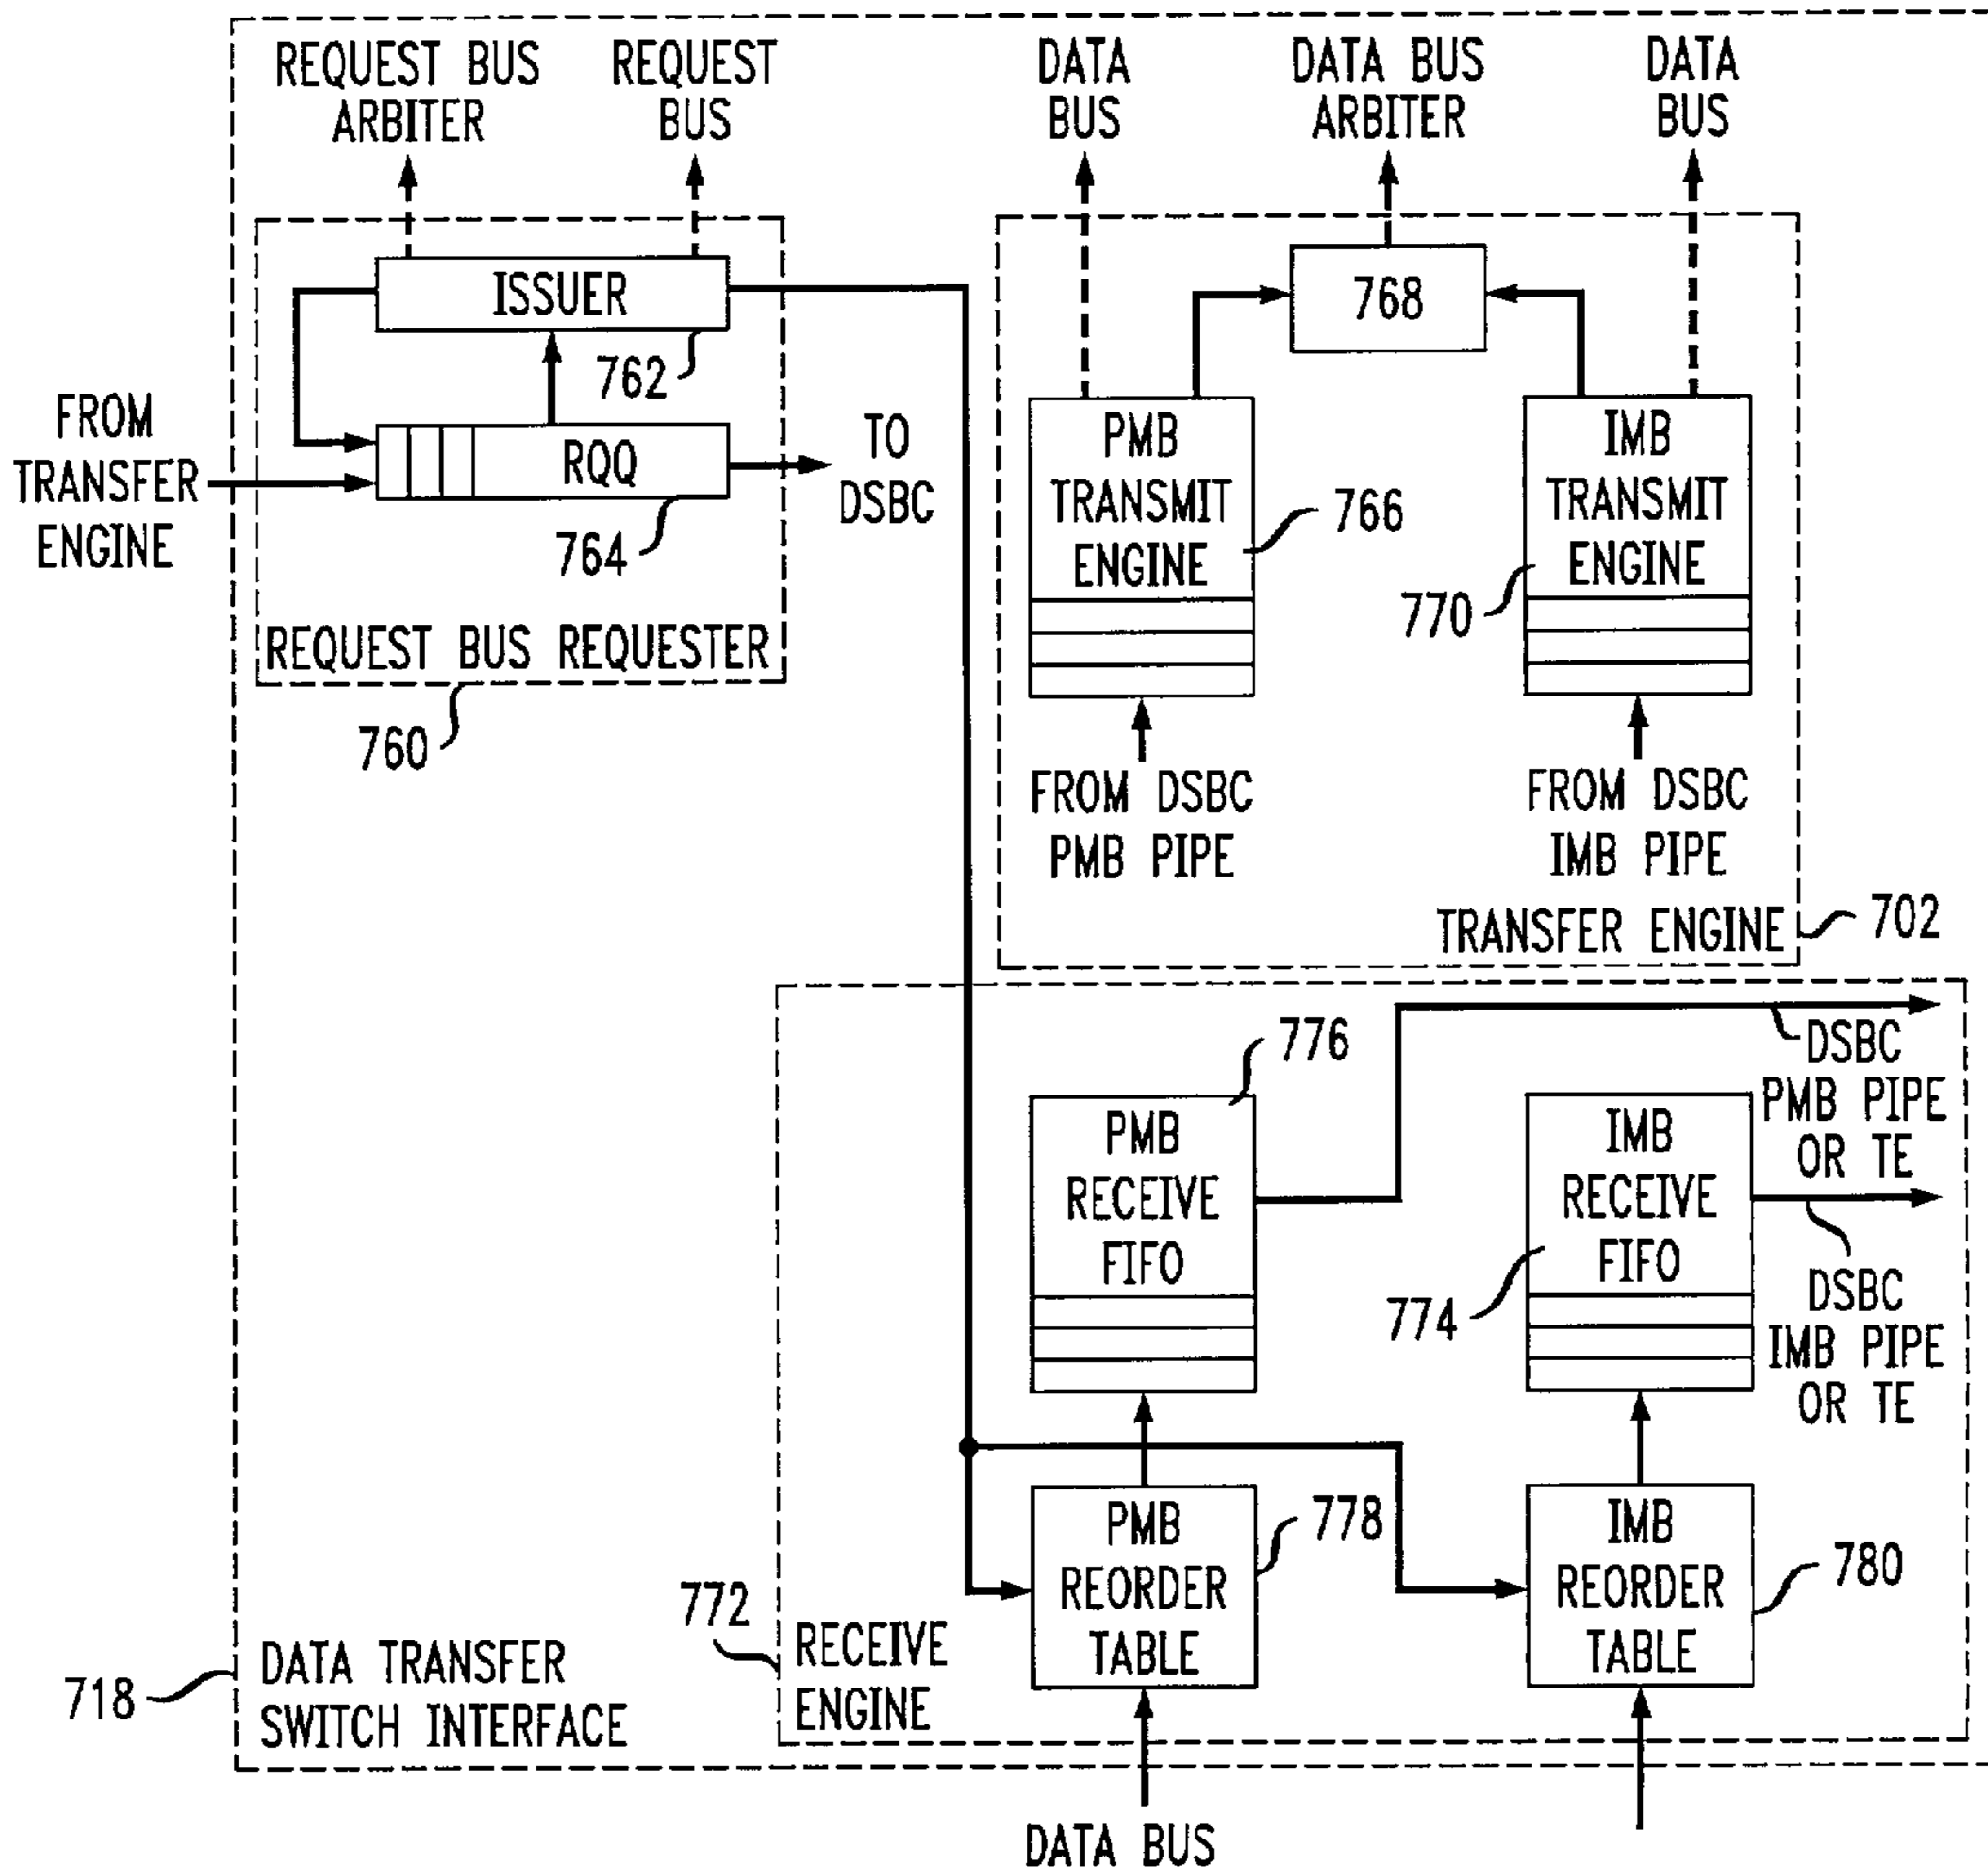 REQUEST BUS
ARBITER
REQUEST
BUS
DATA
BUS
DATA BUS
ARBITER
DATA
BUS
ISSUER
762
768
FROM
TRANSFER
ENGINE
RQQ
764
TO
DSBC
PMB
TRANSMIT
ENGINE
766
IMB
TRANSMIT
ENGINE
770
REQUEST BUS REQUESTER
760
FROM DSBC
PMB PIPE
FROM DSBC
IMB PIPE
TRANSFER ENGINE
702
776
PMB
RECEIVE
FIFO
IMB
RECEIVE
FIFO
774
DSBC
PMB PIPE
OR TE
DSBC
IMB PIPE
OR TE
PMB
REORDER
TABLE
778
IMB
REORDER
TABLE
780
772
RECEIVE
ENGINE
718
DATA TRANSFER
SWITCH INTERFACE
DATA BUS